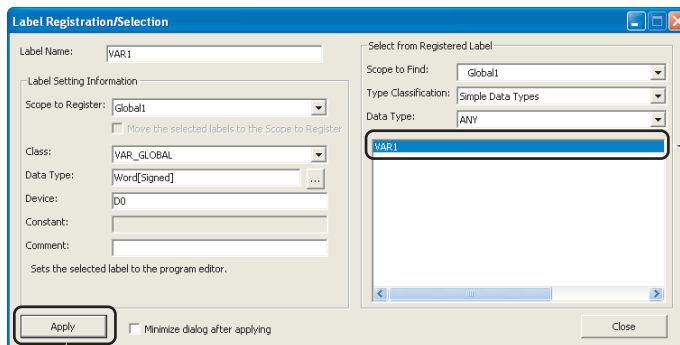 Label Registration/Selection
Label Name: VAR1
Label Setting Information
Scope to Register: Global1
Move the selected labels to the Scope to Register
Class: VAR_GLOBAL
Data Type: Word[Signed] ...
Device: D0
Constant:
Comment:
Sets the selected label to the program editor.
Apply
Minimize dialog after applying
Select from Registered Label
Scope to Find: Global1
Type Classification: Simple Data Types
Data Type: ANY
VAR1
Close